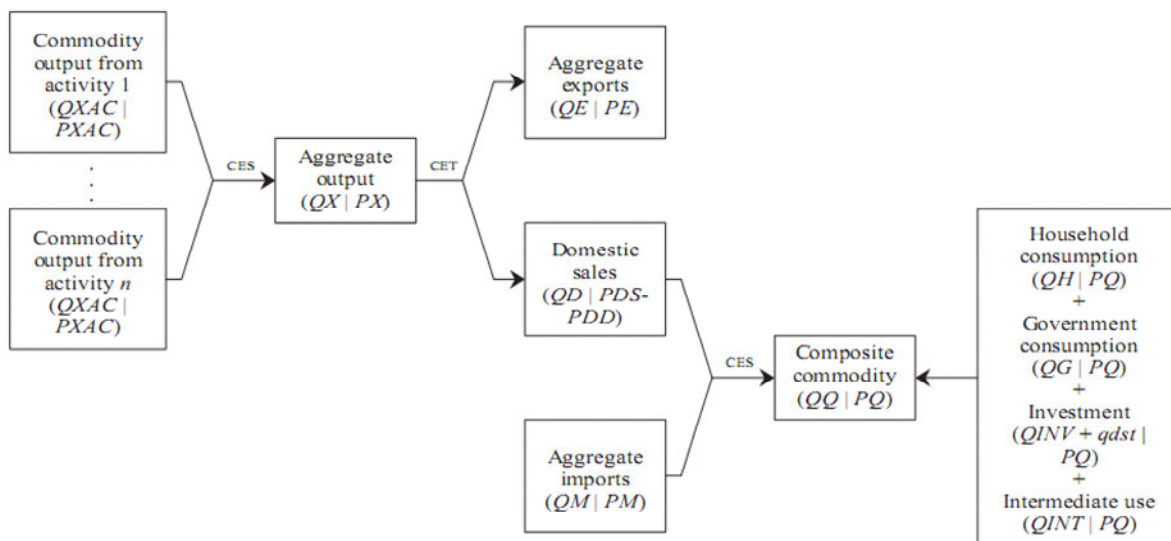 Commodity
output from
activity 1
(QXAC |
PXAC)
.
.
.
Commodity
output from
activity n
(QXAC |
PXAC)
CES
Aggregate
output
(QX | PX)
CET
Aggregate
exports
(QE | PE)
Domestic
sales
(QD | PDS-
PDD)
Aggregate
imports
(QM | PM)
CES
Composite
commodity
(QQ | PQ)
Household
consumption
(QH | PQ)
+
Government
consumption
(QG | PQ)
+
Investment
(QINV + qdst |
PQ)
+
Intermediate use
(QINT | PQ)